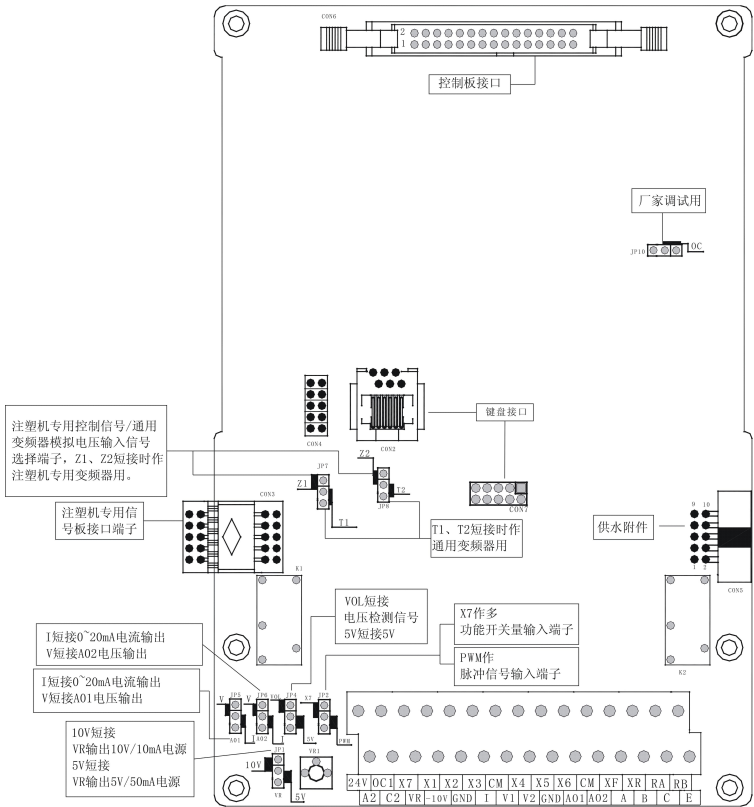 CON6
2
1
控制板接口
厂家调试用
JP10
OC
注塑机专用控制信号/通用
变频器模拟电压输入信号
选择端子，Z1、Z2短接时作
注塑机专用变频器用。
CON4
CON2
键盘接口
Z2
JP7
Z1
T1
T2
JP8
CON7
注塑机专用信
号板接口端子
CON3
T1、T2短接时作
通用变频器用
供水附件
9 10
1 2
CON5
K1
K2
VOL短接
电压检测信号
5V短接5V
X7作多
功能开关量输入端子
PWM作
脉冲信号输入端子
I短接0~20mA电流输出
V短接A02电压输出
I短接0~20mA电流输出
V短接A01电压输出
V JP5
V JP6
VOL JP4
X7 JP2
A01
I
A02
I
5V
PWM
10V短接
VR输出10V/10mA电源
5V短接
VR输出5V/50mA电源
JP1
10V
VR
5V
VR1
24V OC1 X7 X1 X2 X3 CM X4 X5 X6 CM XF XR RA RB
A2 C2 VR -10V GND I V1 V2 GND A01 A02 A B C E